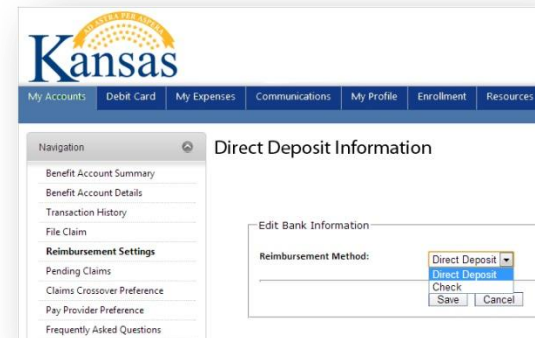 AD ASTRA PER ASPERA
Kansas
My Accounts Debit Card My Expenses Communications My Profile Enrollment Resources
Navigation
Direct Deposit Information
Benefit Account Summary
Benefit Account Details
Transaction History
File Claim
Reimbursement Settings
Pending Claims
Claims Crossover Preference
Pay Provider Preference
Frequently Asked Questions
Edit Bank Information
Reimbursement Method:
Direct Deposit
Direct Deposit
Check
Save Cancel